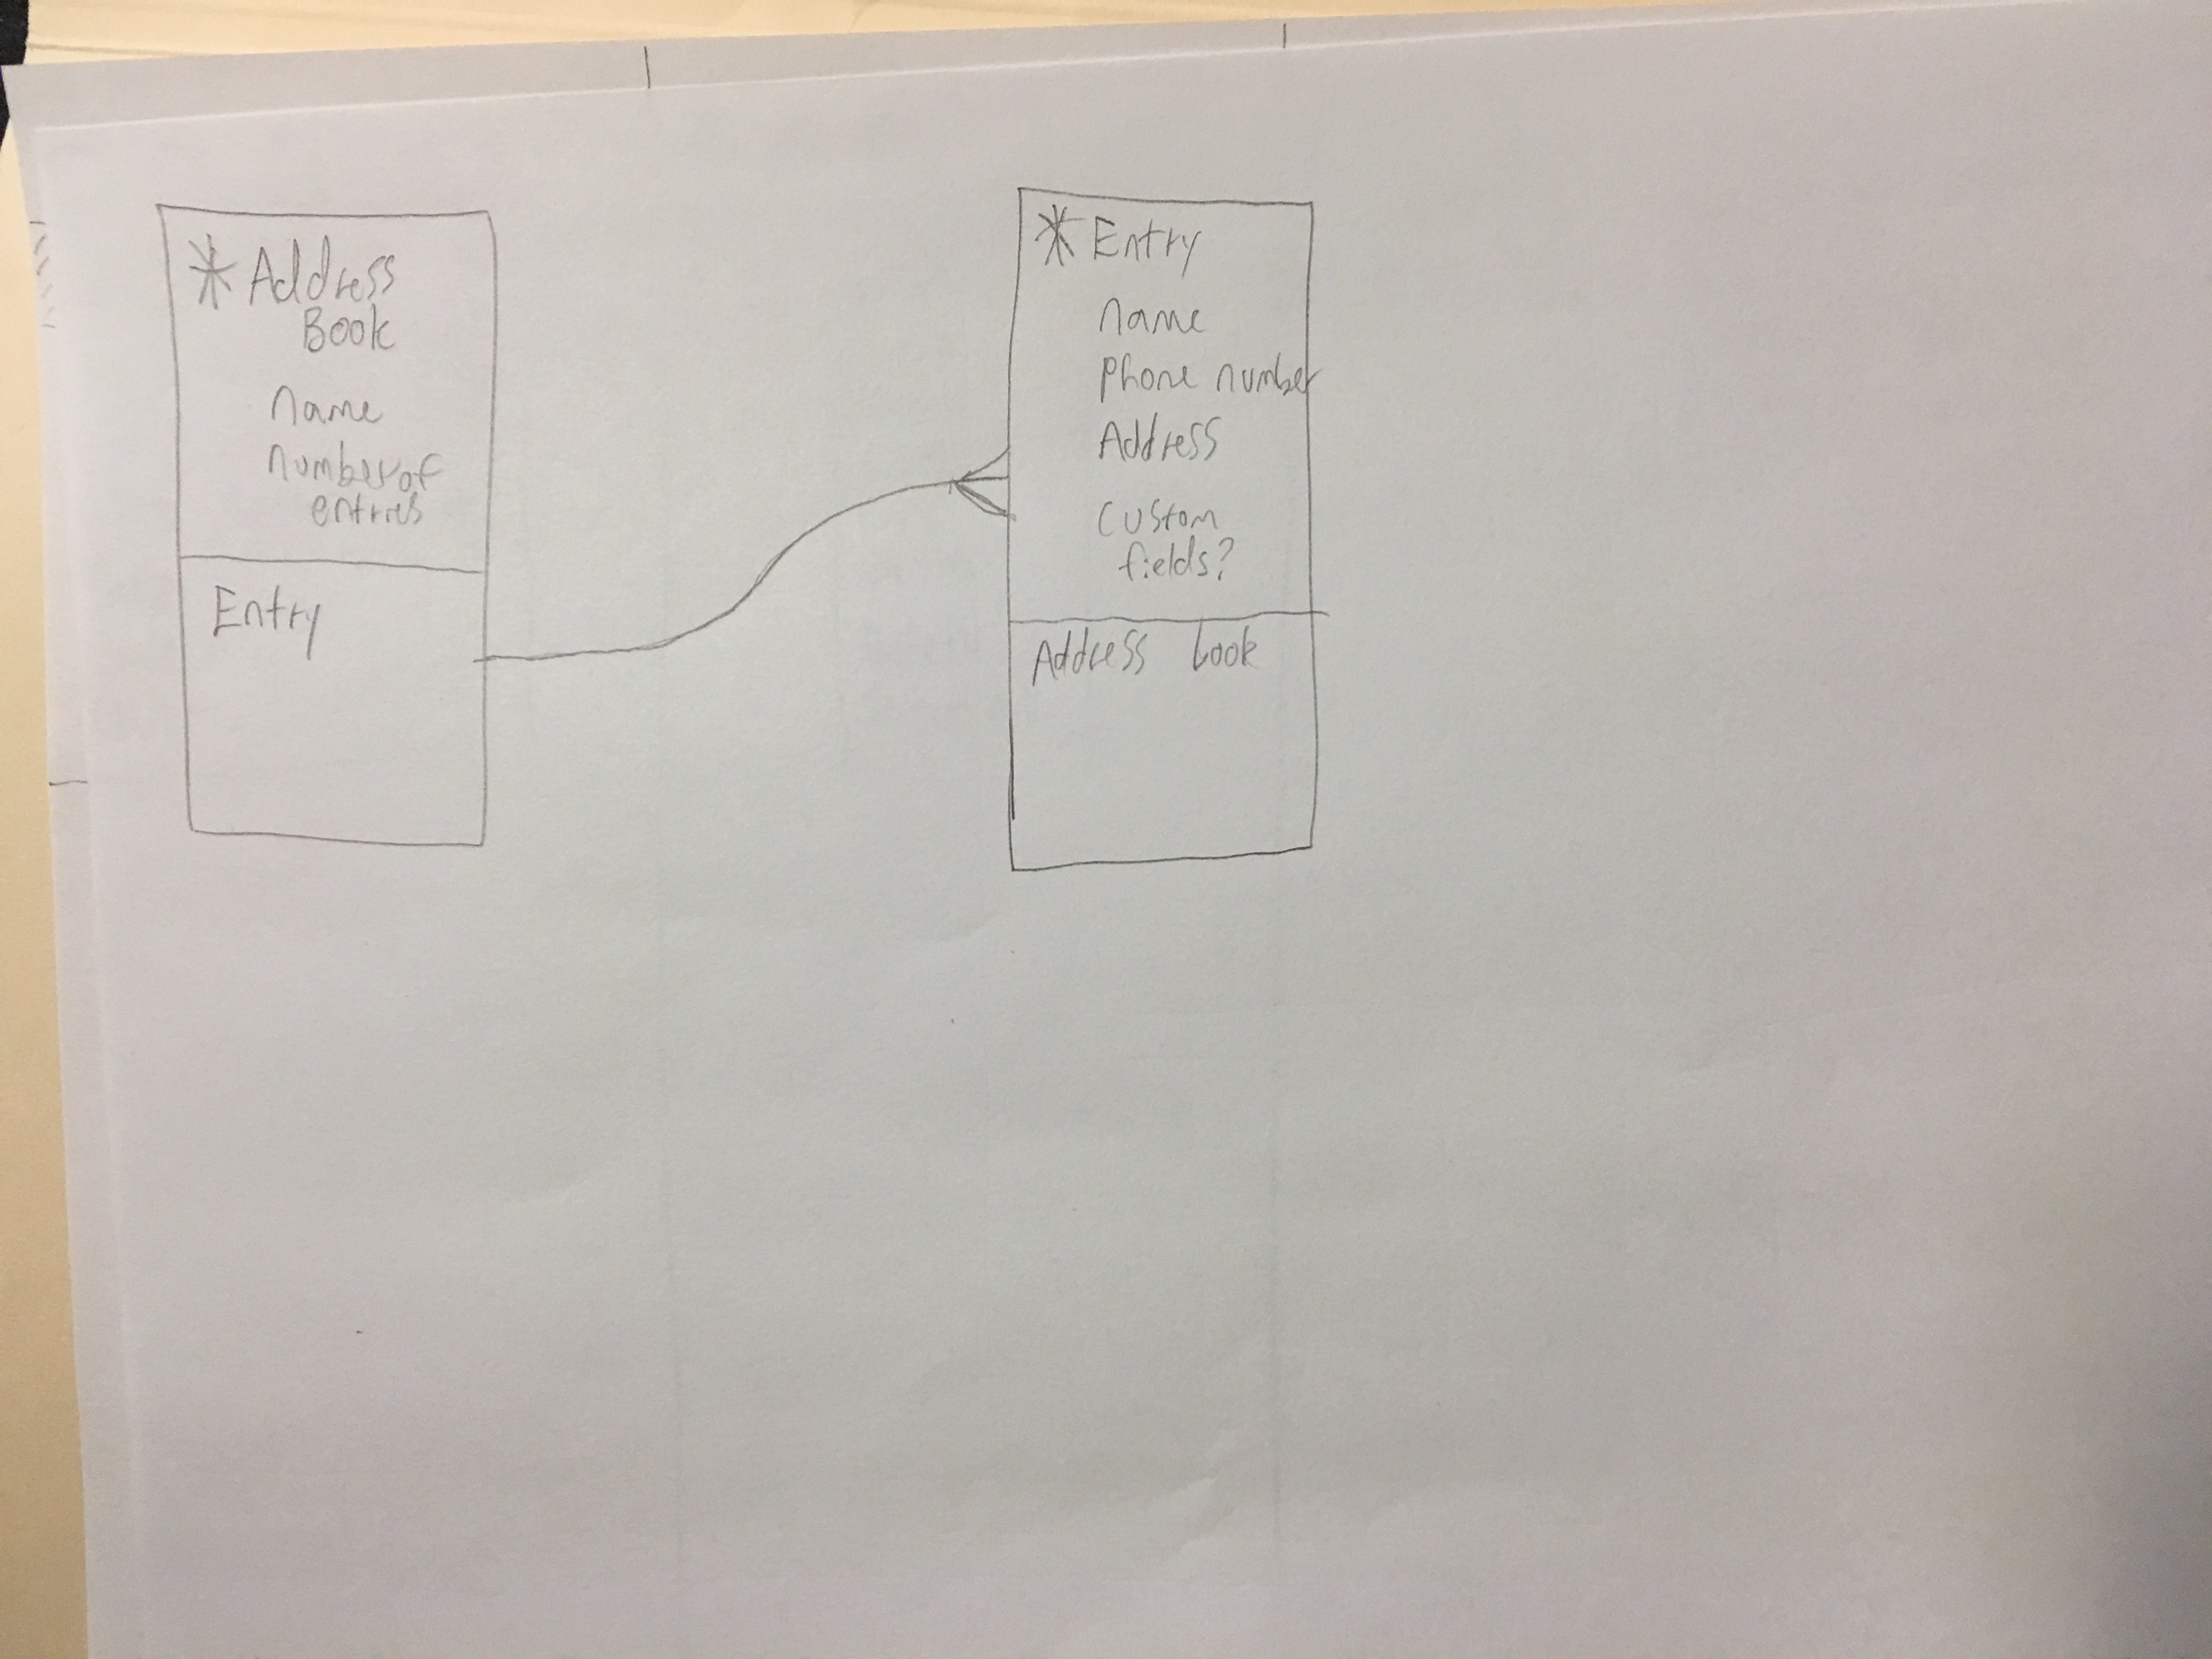 * Address
Book
name
number of
entries
Entry
* Entry
name
phone number
Address
custom
fields?
Address book